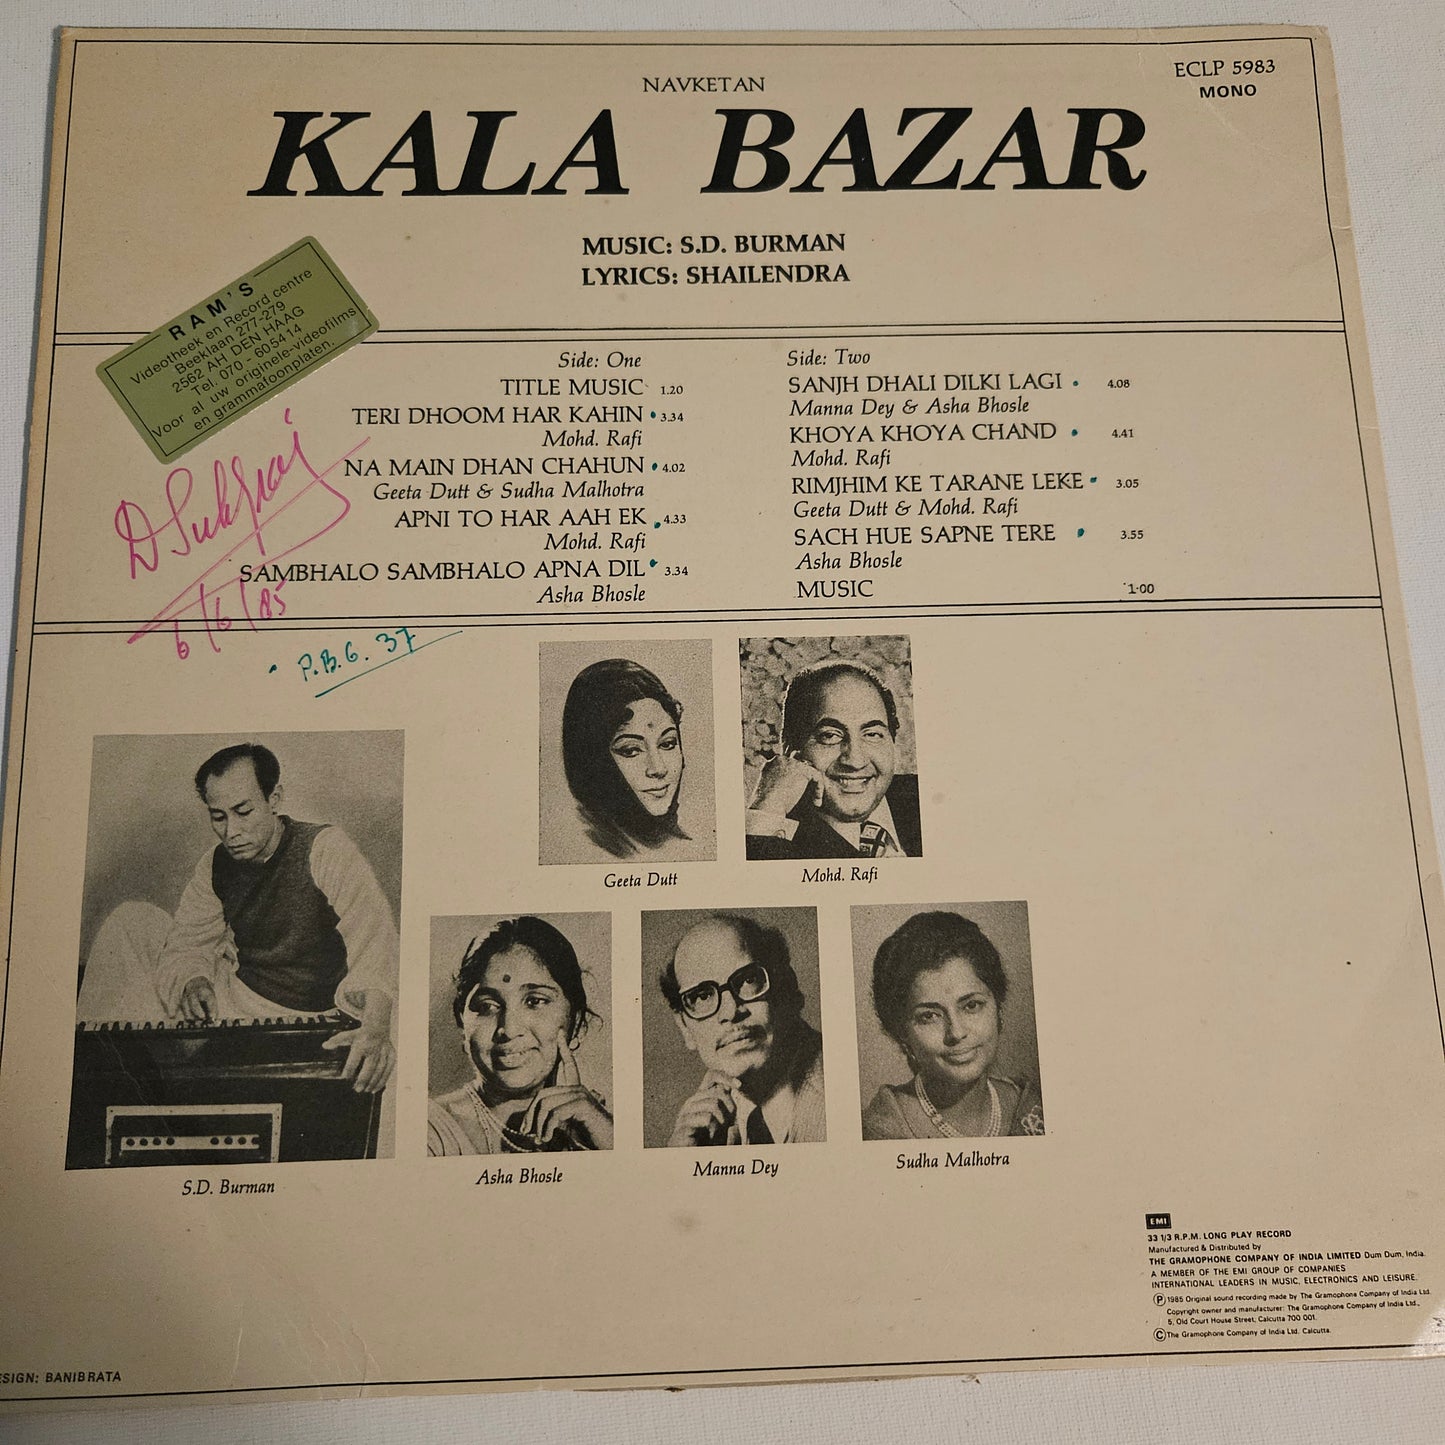 NAVKETAN
ECLP 5983
MONO
KALA BAZAR
MUSIC: S.D. BURMAN
LYRICS: SHAILENDRA
RAM'S
Videotheek en Record centre
Beeklaan 277-279
2562 AH DEN HAAG
Tel. 070 - 605414
Voor al uw originele-videofilms
en grammafoonplaten.
Side: One
TITLE MUSIC 1.20
TERI DHOOM HAR KAHIN 3.34
Mohd. Rafi
NA MAIN DHAN CHAHUN 4.02
Geeta Dutt & Sudha Malhotra
APNI TO HAR AAH EK 4.33
Mohd. Rafi
SAMBHALO SAMBHALO APNA DIL 3.34
Asha Bhosle
Side: Two
SANJH DHALI DILKI LAGI 4.08
Manna Dey & Asha Bhosle
KHOYA KHOYA CHAND 4.41
Mohd. Rafi
RIMJHIM KE TARANE LEKE 3.05
Geeta Dutt & Mohd. Rafi
SACH HUE SAPNE TERE 3.55
Asha Bhosle
MUSIC 1·00
6/6/85
P.B.G. 37
Geeta Dutt
Mohd. Rafi
S.D. Burman
Asha Bhosle
Manna Dey
Sudha Malhotra
EMI
33 1/3 R.P.M. LONG PLAY RECORD
Manufactured & Distributed by
THE GRAMOPHONE COMPANY OF INDIA LIMITED Dum Dum, India.
A MEMBER OF THE EMI GROUP OF COMPANIES
INTERNATIONAL LEADERS IN MUSIC, ELECTRONICS AND LEISURE.
Ⓟ 1985 Original sound recording made by The Gramophone Company of India Ltd.
Copyright owner and manufacturer: The Gramophone Company of India Ltd.,
5, Old Court House Street, Calcutta 700 001.
© The Gramophone Company of India Ltd. Calcutta.
ESIGN: BANIBRATA